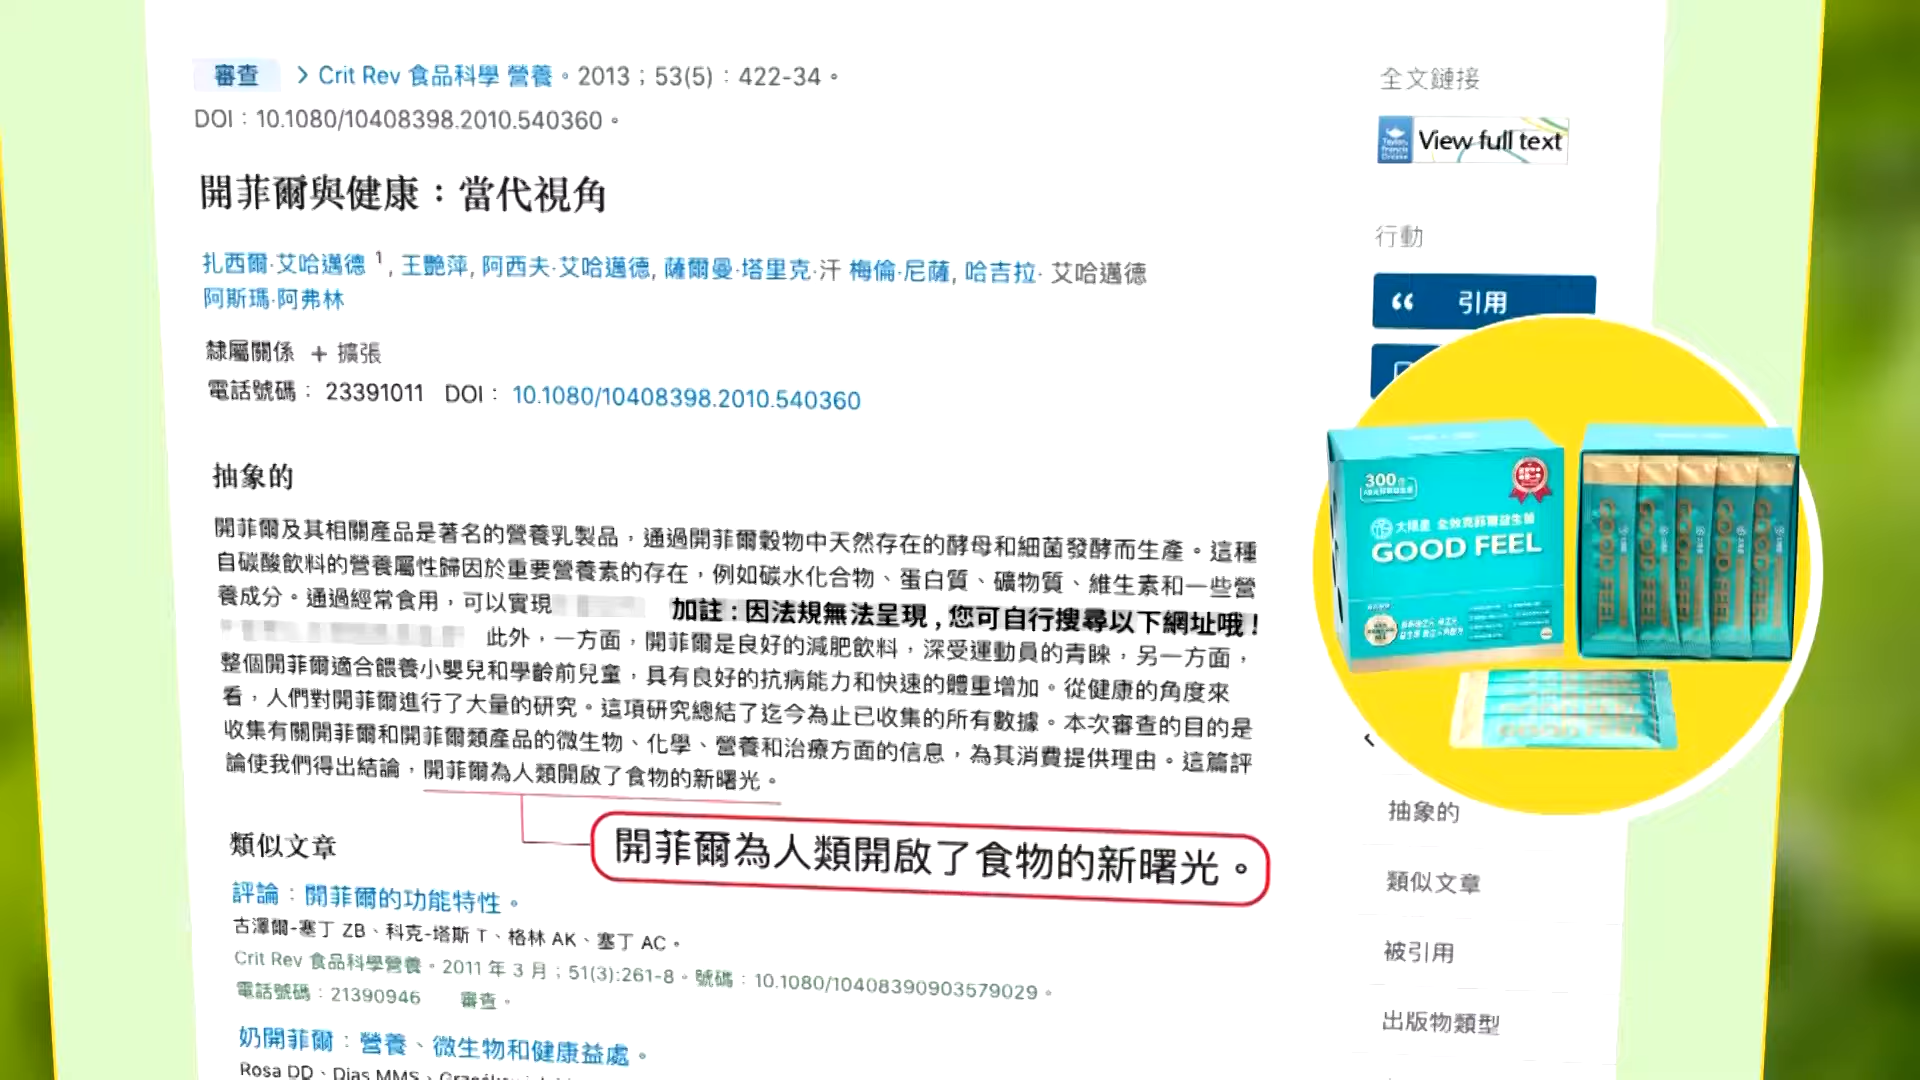 審查 > Crit Rev 食品科學 營養。2013；53(5)：422-34。
DOI：10.1080/10408398.2010.540360。
開菲爾與健康：當代視角
扎西爾·艾哈邁德 1, 王艷萍, 阿西夫·艾哈邁德, 薩爾曼·塔里克·汗 梅倫·尼薩, 哈吉拉· 艾哈邁德
阿斯瑪·阿弗林
隸屬關係 + 擴張
電話號碼： 23391011 DOI： 10.1080/10408398.2010.540360
抽象的
開菲爾及其相關產品是著名的營養乳製品，通過開菲爾穀物中天然存在的酵母和細菌發酵而生產。這種
自碳酸飲料的營養屬性歸因於重要營養素的存在，例如碳水化合物、蛋白質、礦物質、維生素和一些營
養成分。通過經常食用，可以實現 加註：因法規無法呈現，您可自行搜尋以下網址哦！
此外，一方面，開菲爾是良好的減肥飲料，深受運動員的青睞，另一方面，
整個開菲爾適合餵養小嬰兒和學齡前兒童，具有良好的抗病能力和快速的體重增加。從健康的角度來
看，人們對開菲爾進行了大量的研究。這項研究總結了迄今為止已收集的所有數據。本次審查的目的是
收集有關開菲爾和開菲爾類產品的微生物、化學、營養和治療方面的信息，為其消費提供理由。這篇評
論使我們得出結論，開菲爾為人類開啟了食物的新曙光。
開菲爾為人類開啟了食物的新曙光。
類似文章
評論：開菲爾的功能特性。
古澤爾-塞丁 ZB、科克-塔斯 T、格林 AK、塞丁 AC。
Crit Rev 食品科學營養。2011 年 3 月；51(3):261-8。號碼：10.1080/10408390903579029。
電話號碼：21390946 審查。
奶開菲爾：營養、微生物和健康益處。
Rosa DD、Dias MMS、
全文鏈接
View full text
行動
引用
300
大陽星 全效克菲爾益生菌
GOOD FEEL
GOOD FEEL
GOOD FEEL
GOOD FEEL
GOOD FEEL
GOOD FEEL
GOOD FEEL
抽象的
類似文章
被引用
出版物類型